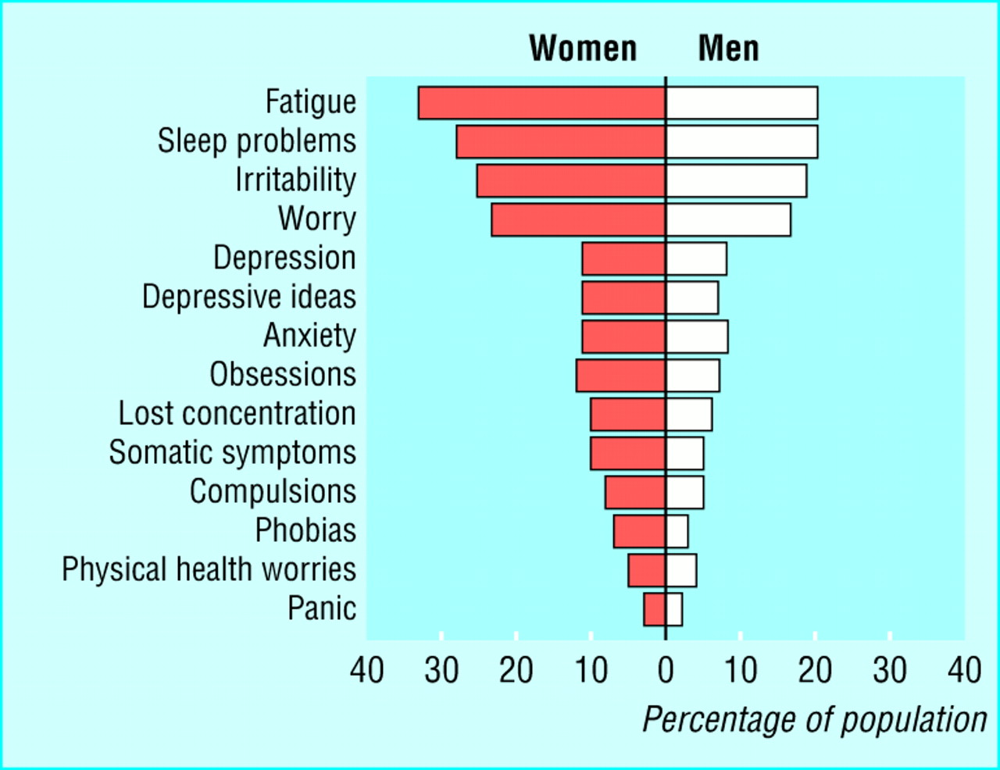 Women Men
Fatigue
Sleep problems
Irritability
Worry
Depression
Depressive ideas
Anxiety
Obsessions
Lost concentration
Somatic symptoms
Compulsions
Phobias
Physical health worries
Panic
40 30 20 10 0 10 20 30 40
Percentage of population